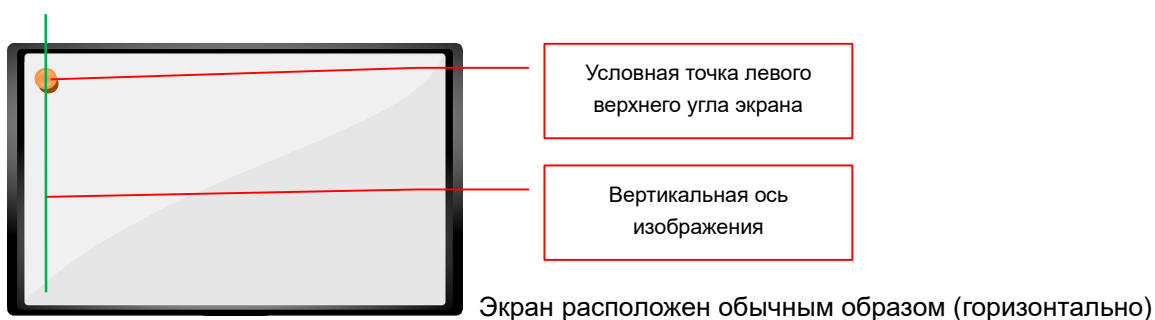 Условная точка левого
верхнего угла экрана
Вертикальная ось
изображения
Экран расположен обычным образом (горизонтально)